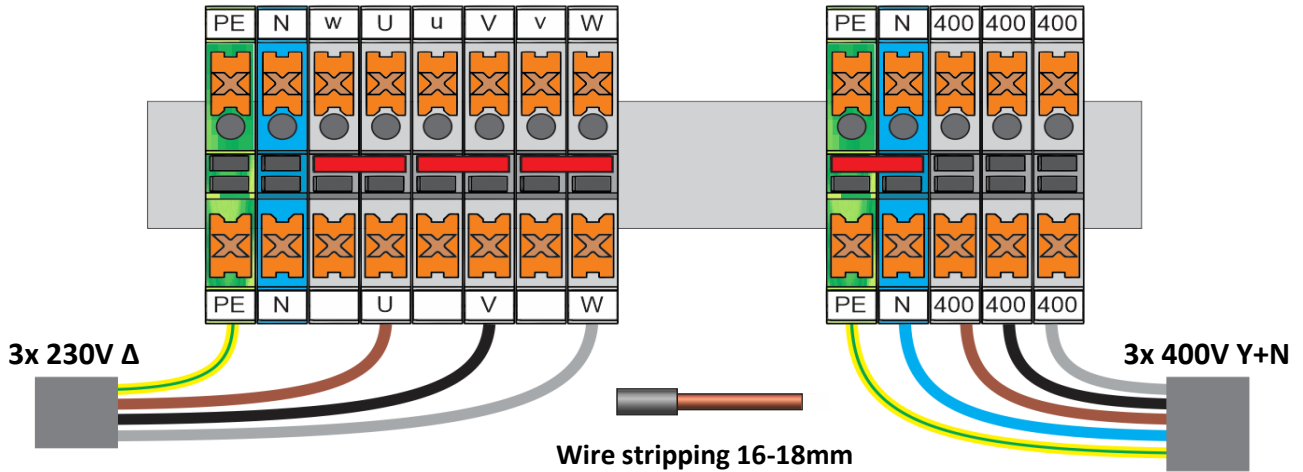 PE N w U u V v W
PE N 400 400 400
PE N U V W
PE N 400 400 400
3x 230V Δ
3x 400V Y+N
Wire stripping 16-18mm